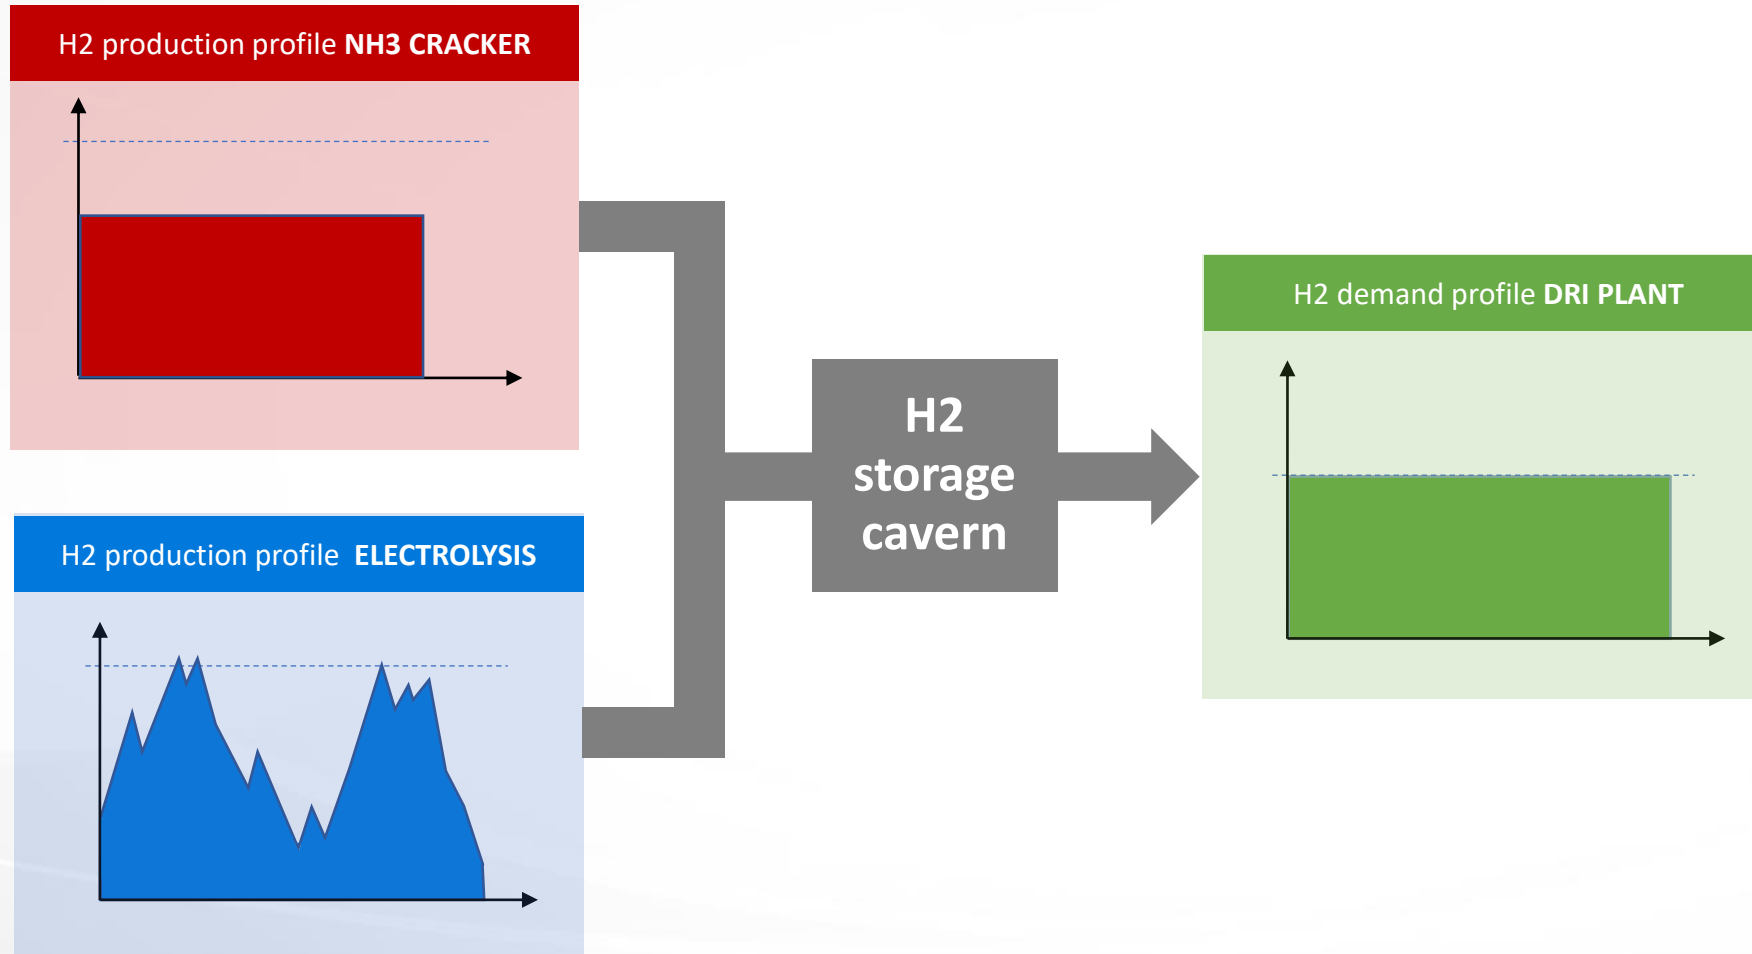 H2 production profile NH3 CRACKER
H2 production profile ELECTROLYSIS
H2
storage
cavern
H2 demand profile DRI PLANT